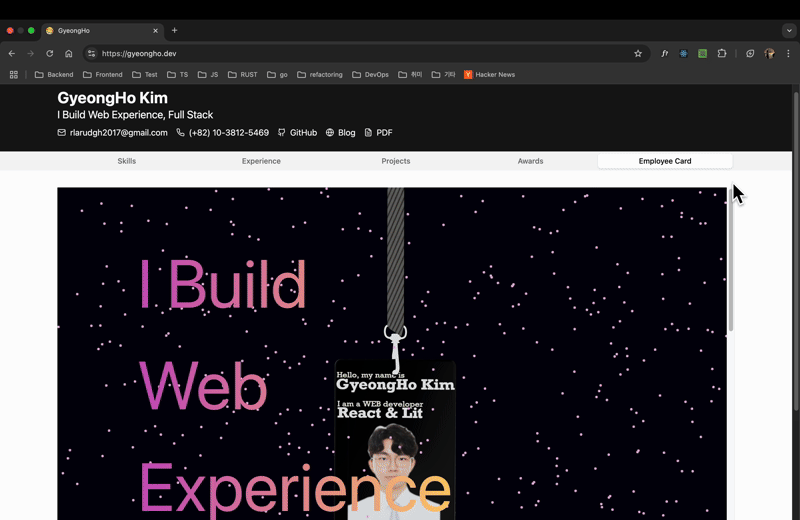 GyeongHo
https://gyeongho.dev
Backend
Frontend
Test
TS
JS
RUST
go
refactoring
DevOps
취미
기타
Hacker News
GyeongHo Kim
I Build Web Experience, Full Stack
rlarudgh2017@gmail.com
(+82) 10-3812-5469
GitHub
Blog
PDF
Skills
Experience
Projects
Awards
Employee Card
I Build
Web
Experience
Hello, my name is
GyeongHo Kim
I am a WEB developer
React & Lit